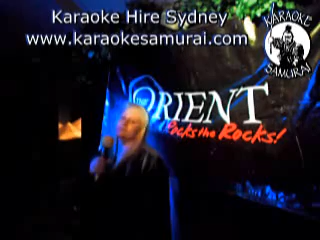 Karaoke Hire Sydney
www.karaokesamurai.com
KARAOKE
SAMURAI
ORIENT
Rocks the Rocks!